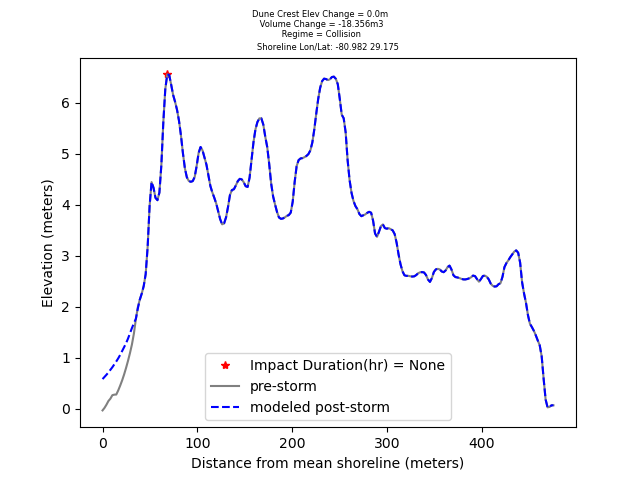 Dune Crest Elev Change = 0.0m
Volume Change = -18.356m3
Regime = Collision
Shoreline Lon/Lat: -80.982 29.175
6
5
4
3
2
1
0
Elevation (meters)
Impact Duration(hr) = None
pre-storm
modeled post-storm
0 100 200 300 400
Distance from mean shoreline (meters)